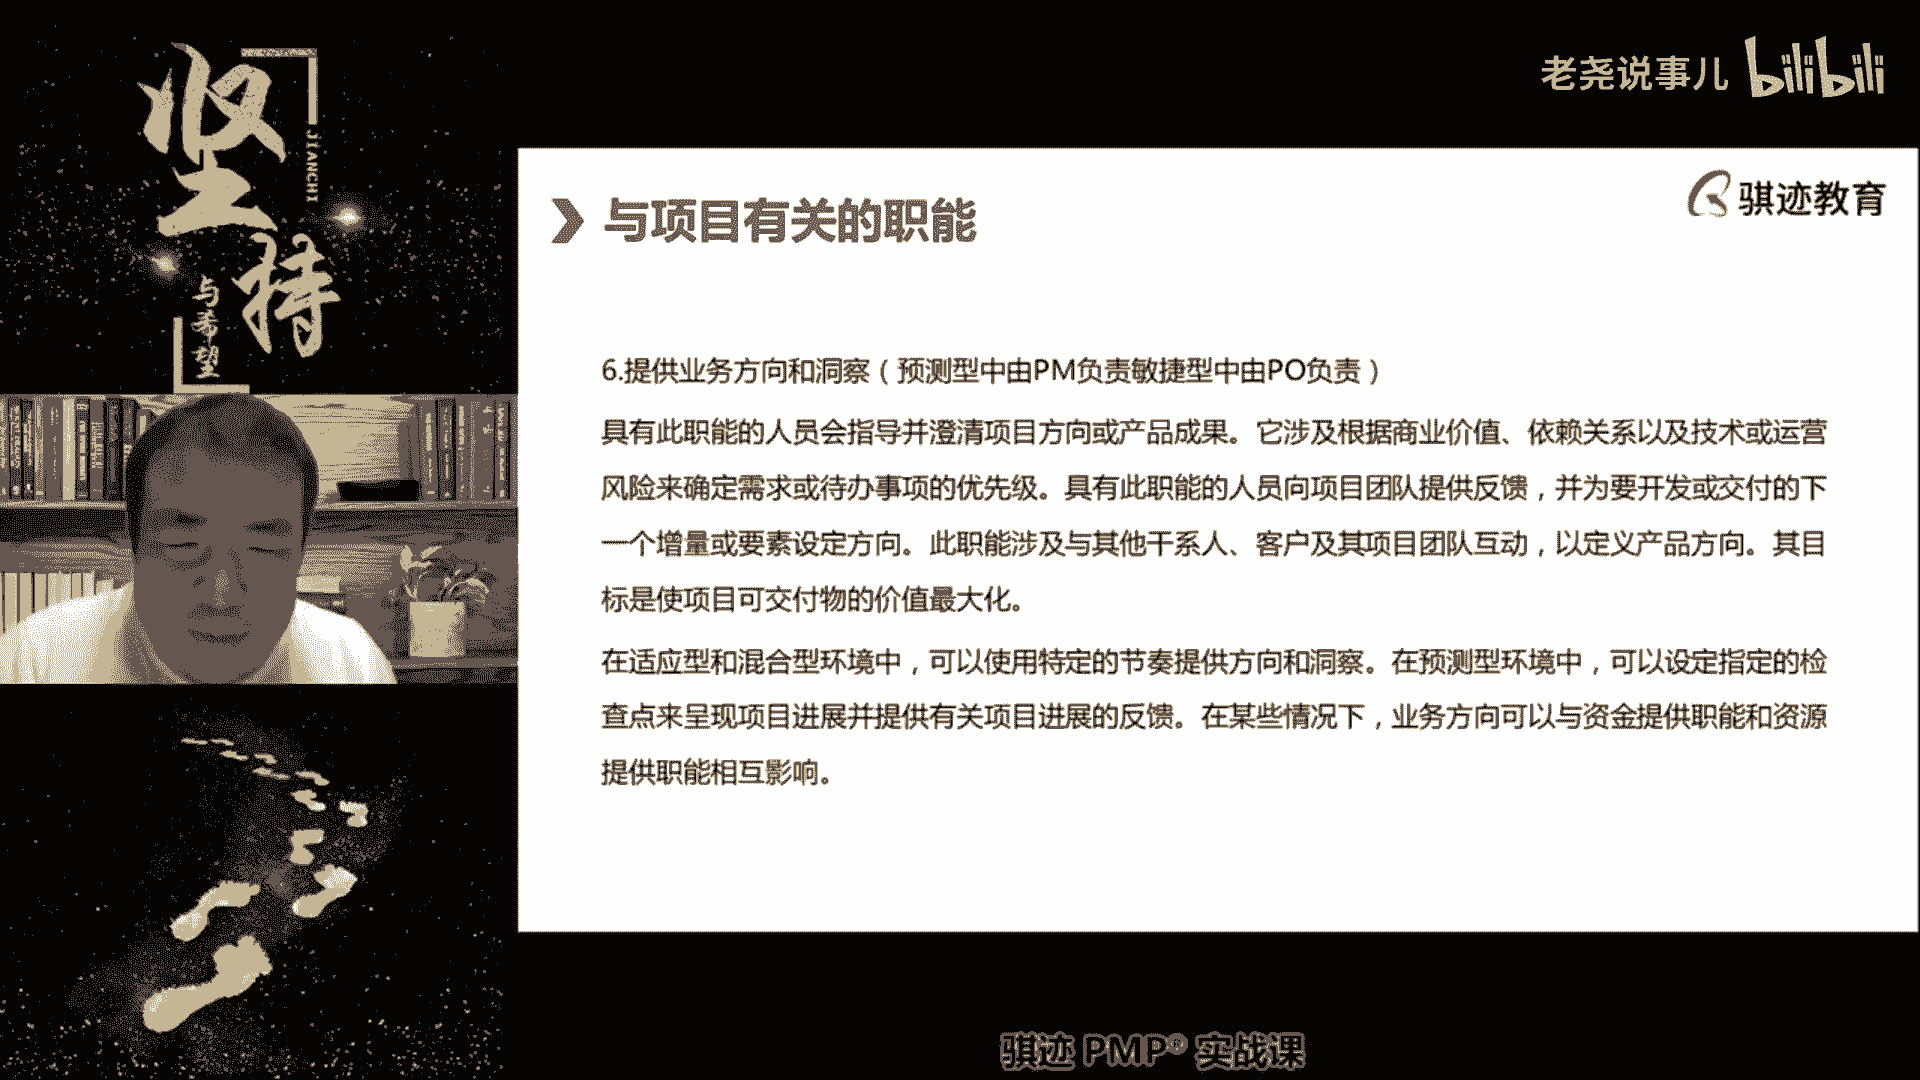 坚持
JIANCHI
与希望
老尧说事儿 bilibili
骐迹教育
与项目有关的职能
6.提供业务方向和洞察（预测型中由PM负责敏捷型中由PO负责）
具有此职能的人员会指导并澄清项目方向或产品成果。它涉及根据商业价值、依赖关系以及技术或运营
风险来确定需求或待办事项的优先级。具有此职能的人员向项目团队提供反馈，并为要开发或交付的下
一个增量或要素设定方向。此职能涉及与其他干系人、客户及其项目团队互动，以定义产品方向。其目
标是使项目可交付物的价值最大化。
在适应型和混合型环境中，可以使用特定的节奏提供方向和洞察。在预测型环境中，可以设定指定的检
查点来呈现项目进展并提供有关项目进展的反馈。在某些情况下，业务方向可以与资金提供职能和资源
提供职能相互影响。
骐迹 PMP® 实战课